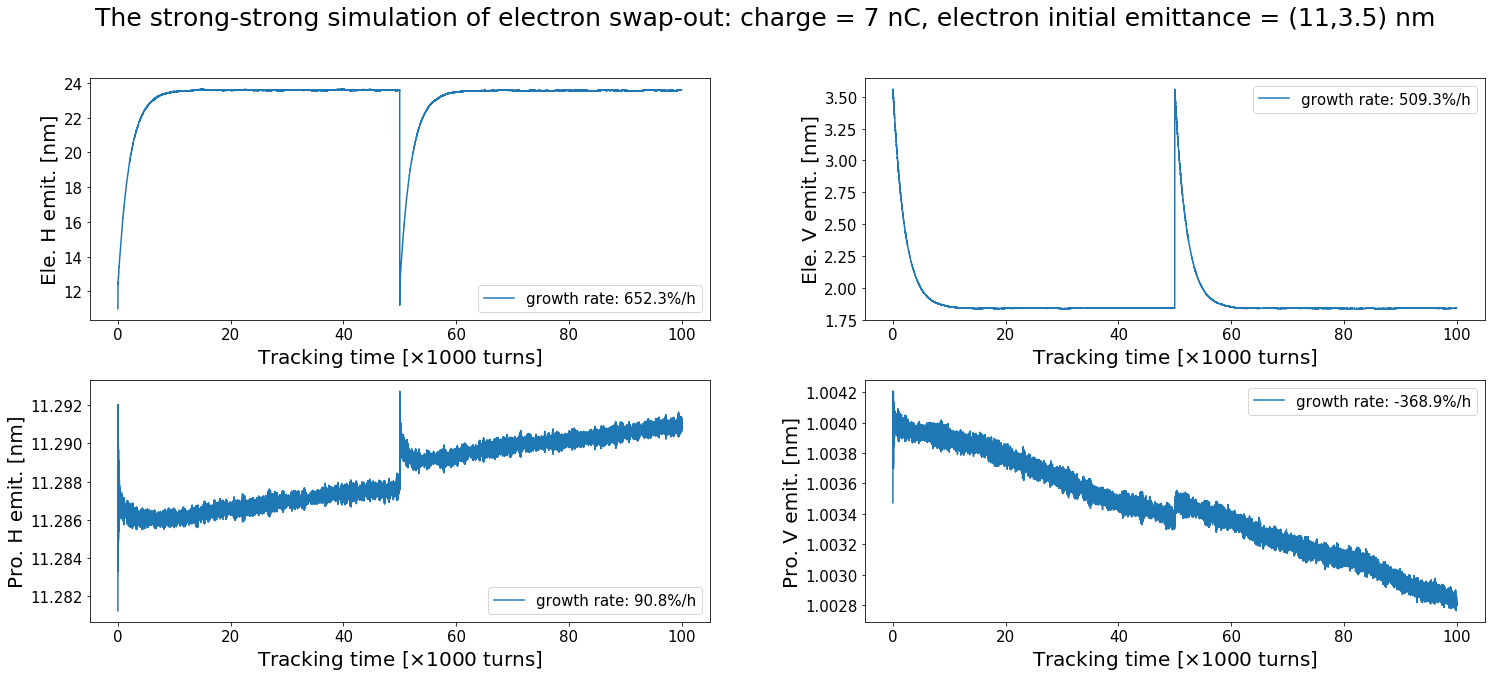 The strong-strong simulation of electron swap-out: charge = 7 nC, electron initial emittance = (11,3.5) nm
Ele. H emit. [nm]
24
22
20
18
16
14
12
growth rate: 652.3%/h
0 20 40 60 80 100
Tracking time [×1000 turns]
Ele. V emit. [nm]
3.50
3.25
3.00
2.75
2.50
2.25
2.00
1.75
growth rate: 509.3%/h
0 20 40 60 80 100
Tracking time [×1000 turns]
Pro. H emit. [nm]
11.292
11.290
11.288
11.286
11.284
11.282
growth rate: 90.8%/h
0 20 40 60 80 100
Tracking time [×1000 turns]
Pro. V emit. [nm]
1.0042
1.0040
1.0038
1.0036
1.0034
1.0032
1.0030
1.0028
growth rate: -368.9%/h
0 20 40 60 80 100
Tracking time [×1000 turns]